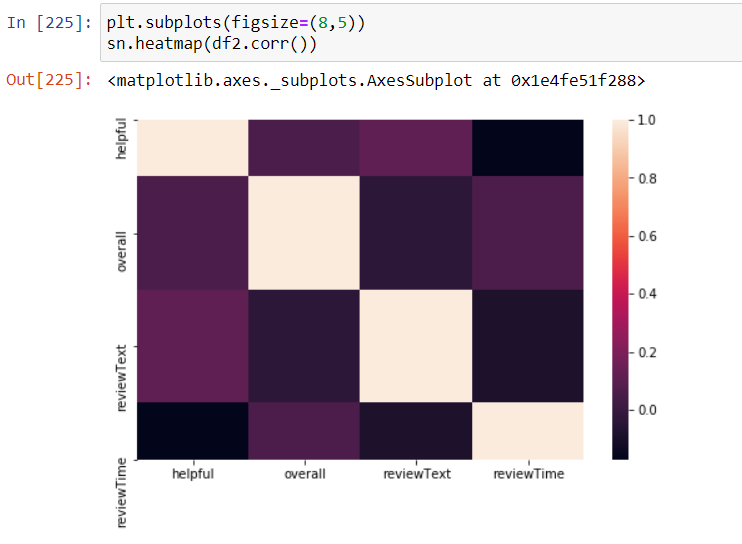 In [225]: plt.subplots(figsize=(8,5))
sn.heatmap(df2.corr())
Out[225]: <matplotlib.axes._subplots.AxesSubplot at 0x1e4fe51f288>
helpful
overall
reviewText
reviewTime
helpful overall reviewText reviewTime
1.0
0.8
0.6
0.4
0.2
0.0